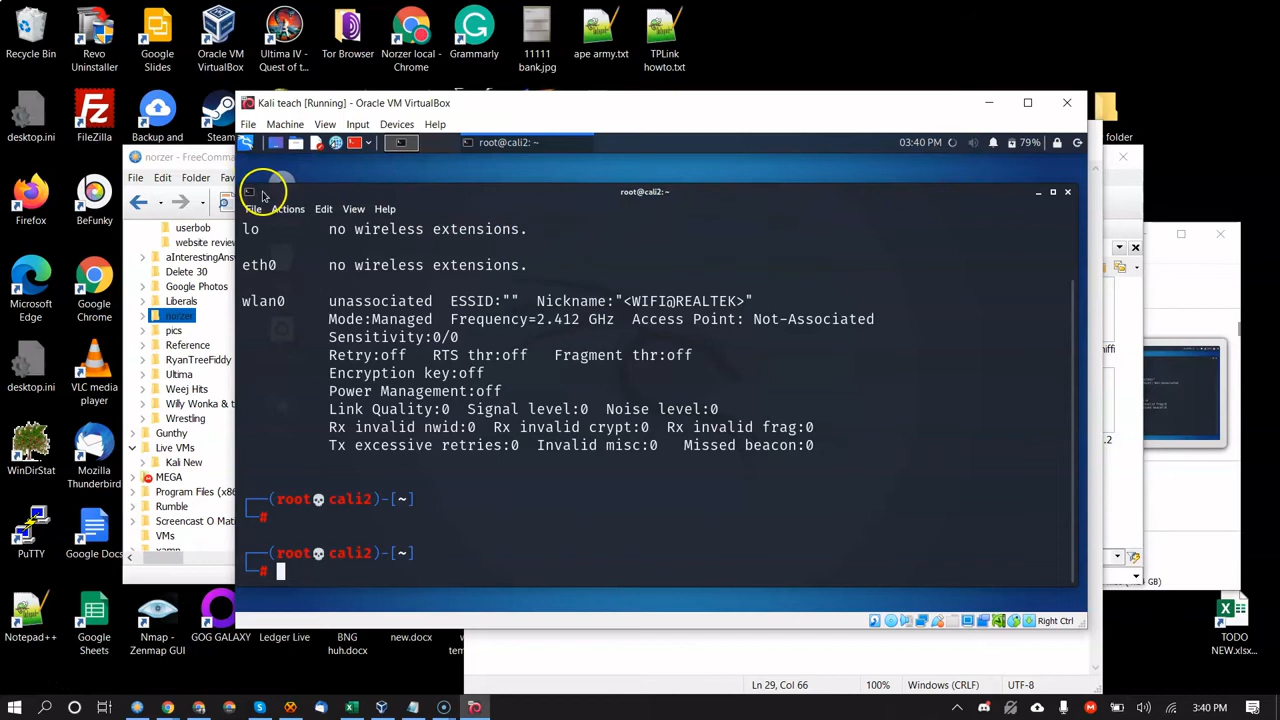 Recycle Bin
Revo Uninstaller
Google Slides
Oracle VM VirtualBox
Ultima IV - Quest of t...
Tor Browser
Norzer local - Chrome
Grammarly
11111 bank.jpg
ape army.txt
TPLink howto.txt
desktop.ini
FileZilla
Backup and
Steam
folder
Kali teach [Running] - Oracle VM VirtualBox
File Machine View Input Devices Help
root@cali2: ~
03:40 PM
79%
root@cali2: ~
File Actions Edit View Help
lo no wireless extensions.
eth0 no wireless extensions.
wlan0 unassociated ESSID:"" Nickname:"<WIFI@REALTEK>"
Mode:Managed Frequency=2.412 GHz Access Point: Not-Associated
Sensitivity:0/0
Retry:off RTS thr:off Fragment thr:off
Encryption key:off
Power Management:off
Link Quality:0 Signal level:0 Noise level:0
Rx invalid nwid:0 Rx invalid crypt:0 Rx invalid frag:0
Tx excessive retries:0 Invalid misc:0 Missed beacon:0
(root cali2)-[~]
#
(root cali2)-[~]
#
Right Ctrl
norzer - FreeComma
File Edit Folder Fav
userbob
website review
aInterestingAns
Delete 30
Google Photos
Liberals
norzer
pics
Reference
RyanTreeFiddy
Ultima
Weej Hits
Willy Wonka & t
Wrestling
Gunthy
Live VMs
Kali New
MEGA
Program Files (x86
Rumble
Screencast O Mat
VMs
xamp
Firefox
BeFunky
Microsoft Edge
Google Chrome
desktop.ini
VLC media player
WinDirStat
Mozilla Thunderbird
PuTTY
Google Docs
Notepad++
Google Sheets
Nmap - Zenmap GUI
GOG GALAXY
Ledger Live
BNG huh.docx
new.docx
TODO NEW.xlsx
Ln 29, Col 66
100%
Windows (CRLF)
UTF-8
3:40 PM